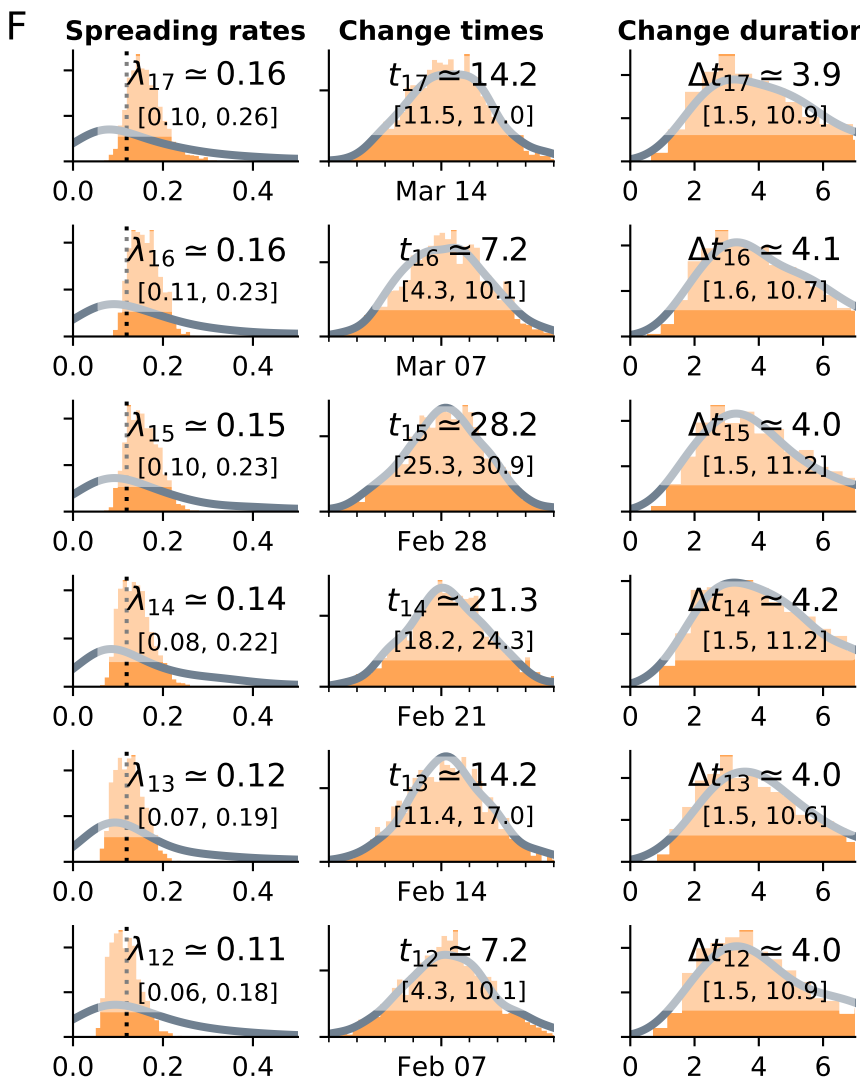 F
Spreading rates Change times Change duration
λ17 ≃ 0.16 t17 ≃ 14.2 Δt17 ≃ 3.9
[0.10, 0.26] [11.5, 17.0] [1.5, 10.9]
0.0 0.2 0.4 Mar 14 0 2 4 6
λ16 ≃ 0.16 t16 ≃ 7.2 Δt16 ≃ 4.1
[0.11, 0.23] [4.3, 10.1] [1.6, 10.7]
0.0 0.2 0.4 Mar 07 0 2 4 6
λ15 ≃ 0.15 t15 ≃ 28.2 Δt15 ≃ 4.0
[0.10, 0.23] [25.3, 30.9] [1.5, 11.2]
0.0 0.2 0.4 Feb 28 0 2 4 6
λ14 ≃ 0.14 t14 ≃ 21.3 Δt14 ≃ 4.2
[0.08, 0.22] [18.2, 24.3] [1.5, 11.2]
0.0 0.2 0.4 Feb 21 0 2 4 6
λ13 ≃ 0.12 t13 ≃ 14.2 Δt13 ≃ 4.0
[0.07, 0.19] [11.4, 17.0] [1.5, 10.6]
0.0 0.2 0.4 Feb 14 0 2 4 6
λ12 ≃ 0.11 t12 ≃ 7.2 Δt12 ≃ 4.0
[0.06, 0.18] [4.3, 10.1] [1.5, 10.9]
0.0 0.2 0.4 Feb 07 0 2 4 6